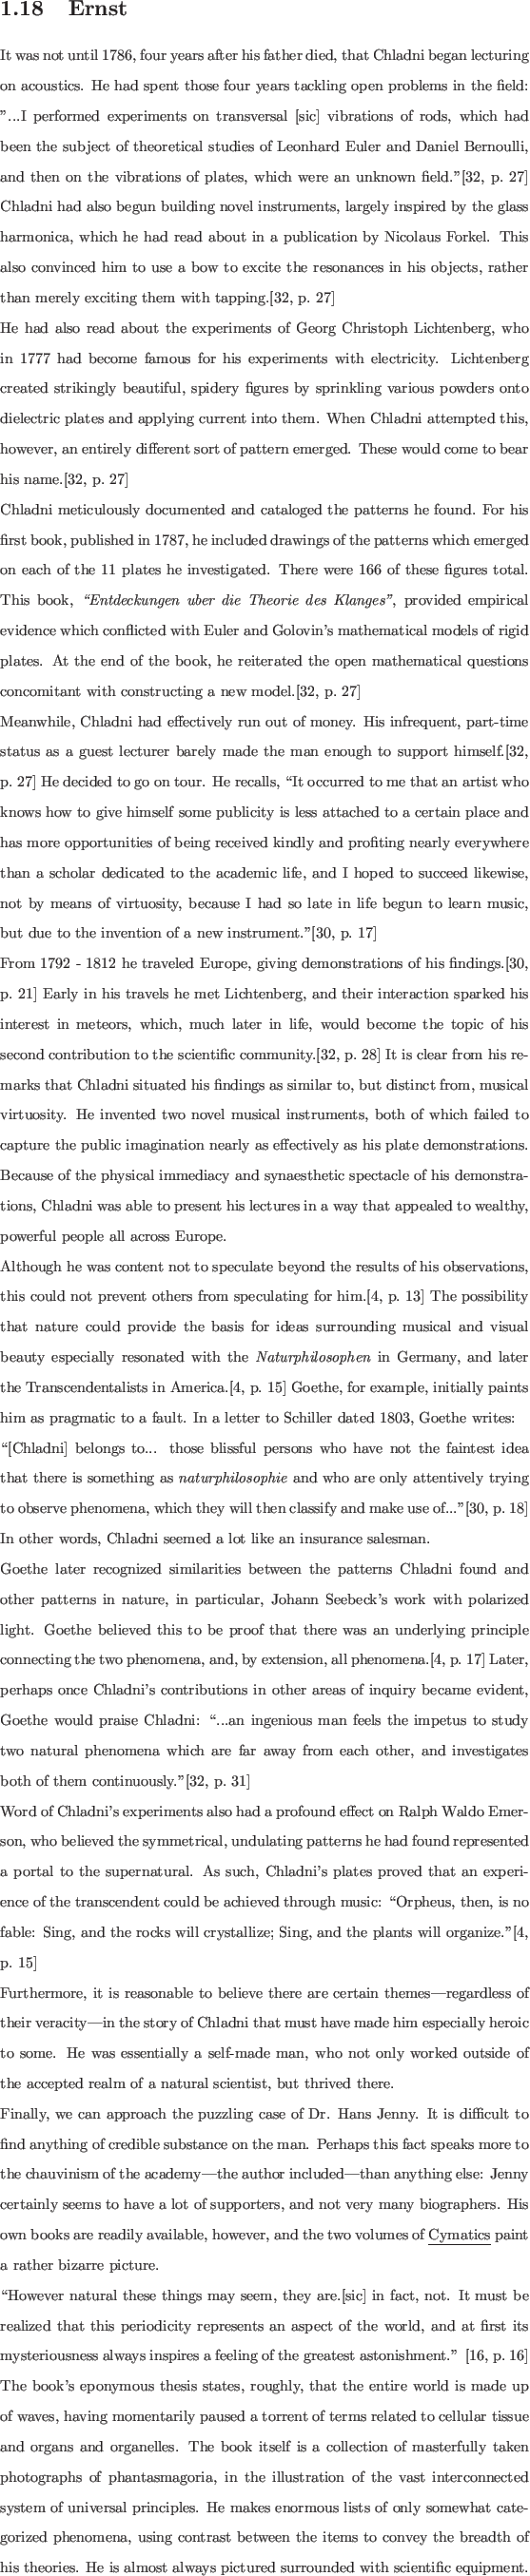 1.18 Ernst
It was not until 1786, four years after his father died, that Chladni began lecturing
on acoustics. He had spent those four years tackling open problems in the field:
"...I performed experiments on transversal [sic] vibrations of rods, which had
been the subject of theoretical studies of Leonhard Euler and Daniel Bernoulli,
and then on the vibrations of plates, which were an unknown field."[32, p. 27]
Chladni had also begun building novel instruments, largely inspired by the glass
harmonica, which he had read about in a publication by Nicolaus Forkel. This
also convinced him to use a bow to excite the resonances in his objects, rather
than merely exciting them with tapping.[32, p. 27]
He had also read about the experiments of Georg Christoph Lichtenberg, who
in 1777 had become famous for his experiments with electricity. Lichtenberg
created strikingly beautiful, spidery figures by sprinkling various powders onto
dielectric plates and applying current into them. When Chladni attempted this,
however, an entirely different sort of pattern emerged. These would come to bear
his name.[32, p. 27]
Chladni meticulously documented and cataloged the patterns he found. For his
first book, published in 1787, he included drawings of the patterns which emerged
on each of the 11 plates he investigated. There were 166 of these figures total.
This book, “Entdeckungen uber die Theorie des Klanges”, provided empirical
evidence which conflicted with Euler and Golovin's mathematical models of rigid
plates. At the end of the book, he reiterated the open mathematical questions
concomitant with constructing a new model.[32, p. 27]
Meanwhile, Chladni had effectively run out of money. His infrequent, part-time
status as a guest lecturer barely made the man enough to support himself.[32,
p. 27] He decided to go on tour. He recalls, “It occurred to me that an artist who
knows how to give himself some publicity is less attached to a certain place and
has more opportunities of being received kindly and profiting nearly everywhere
than a scholar dedicated to the academic life, and I hoped to succeed likewise,
not by means of virtuosity, because I had so late in life begun to learn music,
but due to the invention of a new instrument.”[30, p. 17]
From 1792 - 1812 he traveled Europe, giving demonstrations of his findings.[30,
p. 21] Early in his travels he met Lichtenberg, and their interaction sparked his
interest in meteors, which, much later in life, would become the topic of his
second contribution to the scientific community.[32, p. 28] It is clear from his re-
marks that Chladni situated his findings as similar to, but distinct from, musical
virtuosity. He invented two novel musical instruments, both of which failed to
capture the public imagination nearly as effectively as his plate demonstrations.
Because of the physical immediacy and synaesthetic spectacle of his demonstra-
tions, Chladni was able to present his lectures in a way that appealed to wealthy,
powerful people all across Europe.
Although he was content not to speculate beyond the results of his observations,
this could not prevent others from speculating for him.[4, p. 13] The possibility
that nature could provide the basis for ideas surrounding musical and visual
beauty especially resonated with the Naturphilosophen in Germany, and later
the Transcendentalists in America.[4, p. 15] Goethe, for example, initially paints
him as pragmatic to a fault. In a letter to Schiller dated 1803, Goethe writes:
“[Chladni] belongs to... those blissful persons who have not the faintest idea
that there is something as naturphilosophie and who are only attentively trying
to observe phenomena, which they will then classify and make use of...”[30, p. 18]
In other words, Chladni seemed a lot like an insurance salesman.
Goethe later recognized similarities between the patterns Chladni found and
other patterns in nature, in particular, Johann Seebeck's work with polarized
light. Goethe believed this to be proof that there was an underlying principle
connecting the two phenomena, and, by extension, all phenomena.[4, p. 17] Later,
perhaps once Chladni's contributions in other areas of inquiry became evident,
Goethe would praise Chladni: “...an ingenious man feels the impetus to study
two natural phenomena which are far away from each other, and investigates
both of them continuously.”[32, p. 31]
Word of Chladni's experiments also had a profound effect on Ralph Waldo Emer-
son, who believed the symmetrical, undulating patterns he had found represented
a portal to the supernatural. As such, Chladni's plates proved that an experi-
ence of the transcendent could be achieved through music: “Orpheus, then, is no
fable: Sing, and the rocks will crystallize; Sing, and the plants will organize.”[4,
p. 15]
Furthermore, it is reasonable to believe there are certain themes—regardless of
their veracity—in the story of Chladni that must have made him especially heroic
to some. He was essentially a self-made man, who not only worked outside of
the accepted realm of a natural scientist, but thrived there.
Finally, we can approach the puzzling case of Dr. Hans Jenny. It is difficult to
find anything of credible substance on the man. Perhaps this fact speaks more to
the chauvinism of the academy—the author included—than anything else: Jenny
certainly seems to have a lot of supporters, and not very many biographers. His
own books are readily available, however, and the two volumes of Cymatics paint
a rather bizarre picture.
“However natural these things may seem, they are.[sic] in fact, not. It must be
realized that this periodicity represents an aspect of the world, and at first its
mysteriousness always inspires a feeling of the greatest astonishment.” [16, p. 16]
The book's eponymous thesis states, roughly, that the entire world is made up
of waves, having momentarily paused a torrent of terms related to cellular tissue
and organs and organelles. The book itself is a collection of masterfully taken
photographs of phantasmagoria, in the illustration of the vast interconnected
system of universal principles. He makes enormous lists of only somewhat cate-
gorized phenomena, using contrast between the items to convey the breadth of
his theories. He is almost always pictured surrounded with scientific equipment.